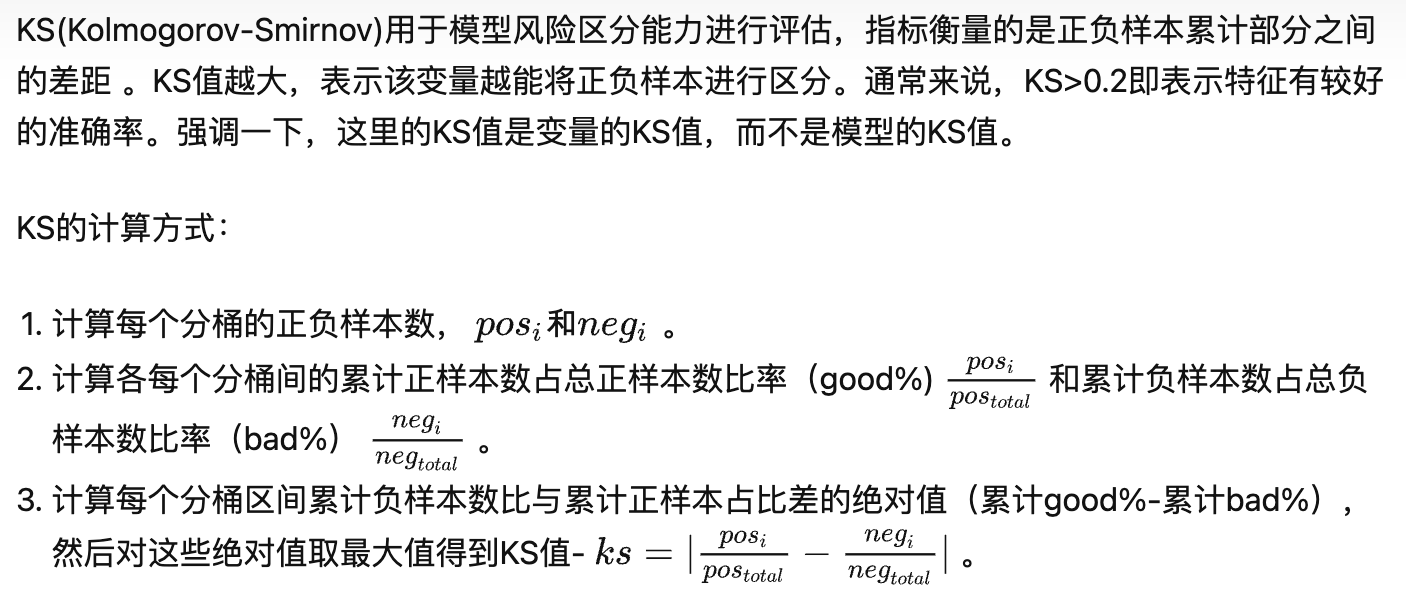 KS(Kolmogorov-Smirnov)用于模型风险区分能力进行评估，指标衡量的是正负样本累计部分之间
的差距 。KS值越大，表示该变量越能将正负样本进行区分。通常来说，KS>0.2即表示特征有较好
的准确率。强调一下，这里的KS值是变量的KS值，而不是模型的KS值。
KS的计算方式：
1. 计算每个分桶的正负样本数， $pos_i$和$neg_i$ 。
2. 计算各每个分桶间的累计正样本数占总正样本数比率（good%) $\frac{pos_i}{pos_{total}}$ 和累计负样本数占总负
样本数比率（bad%） $\frac{neg_i}{neg_{total}}$ 。
3. 计算每个分桶区间累计负样本数比与累计正样本占比差的绝对值（累计good%-累计bad%），
然后对这些绝对值取最大值得到KS值- $ks = |\frac{pos_i}{pos_{total}} - \frac{neg_i}{neg_{total}}|$ 。